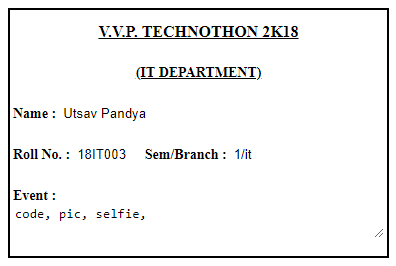 V.V.P. TECHNOTHON 2K18
(IT DEPARTMENT)
Name : Utsav Pandya
Roll No. : 18IT003 Sem/Branch : 1/it
Event :
code, pic, selfie,